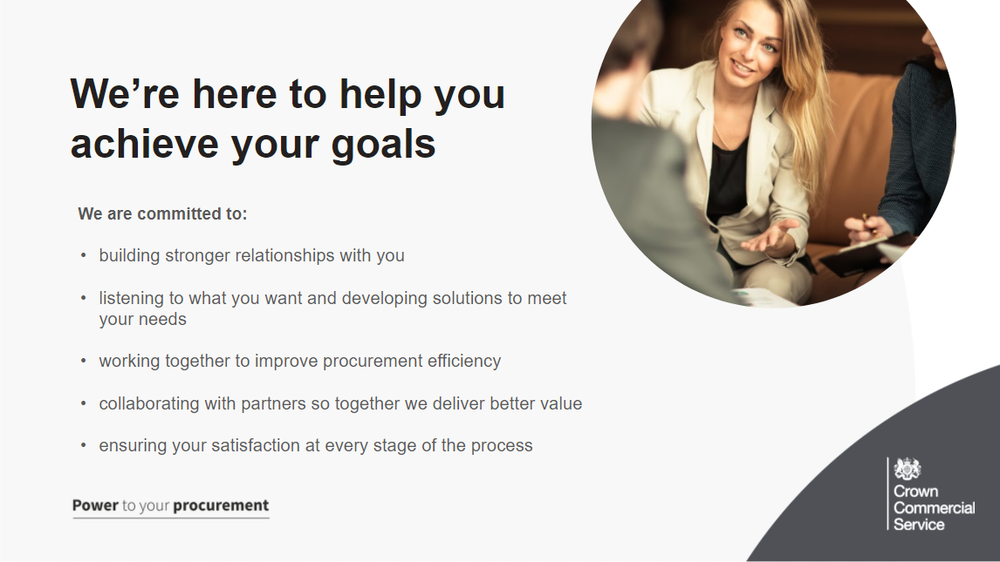 We’re here to help you
achieve your goals
We are committed to:
• building stronger relationships with you
• listening to what you want and developing solutions to meet
your needs
• working together to improve procurement efficiency
• collaborating with partners so together we deliver better value
• ensuring your satisfaction at every stage of the process
Power to your procurement
Crown
Commercial
Service